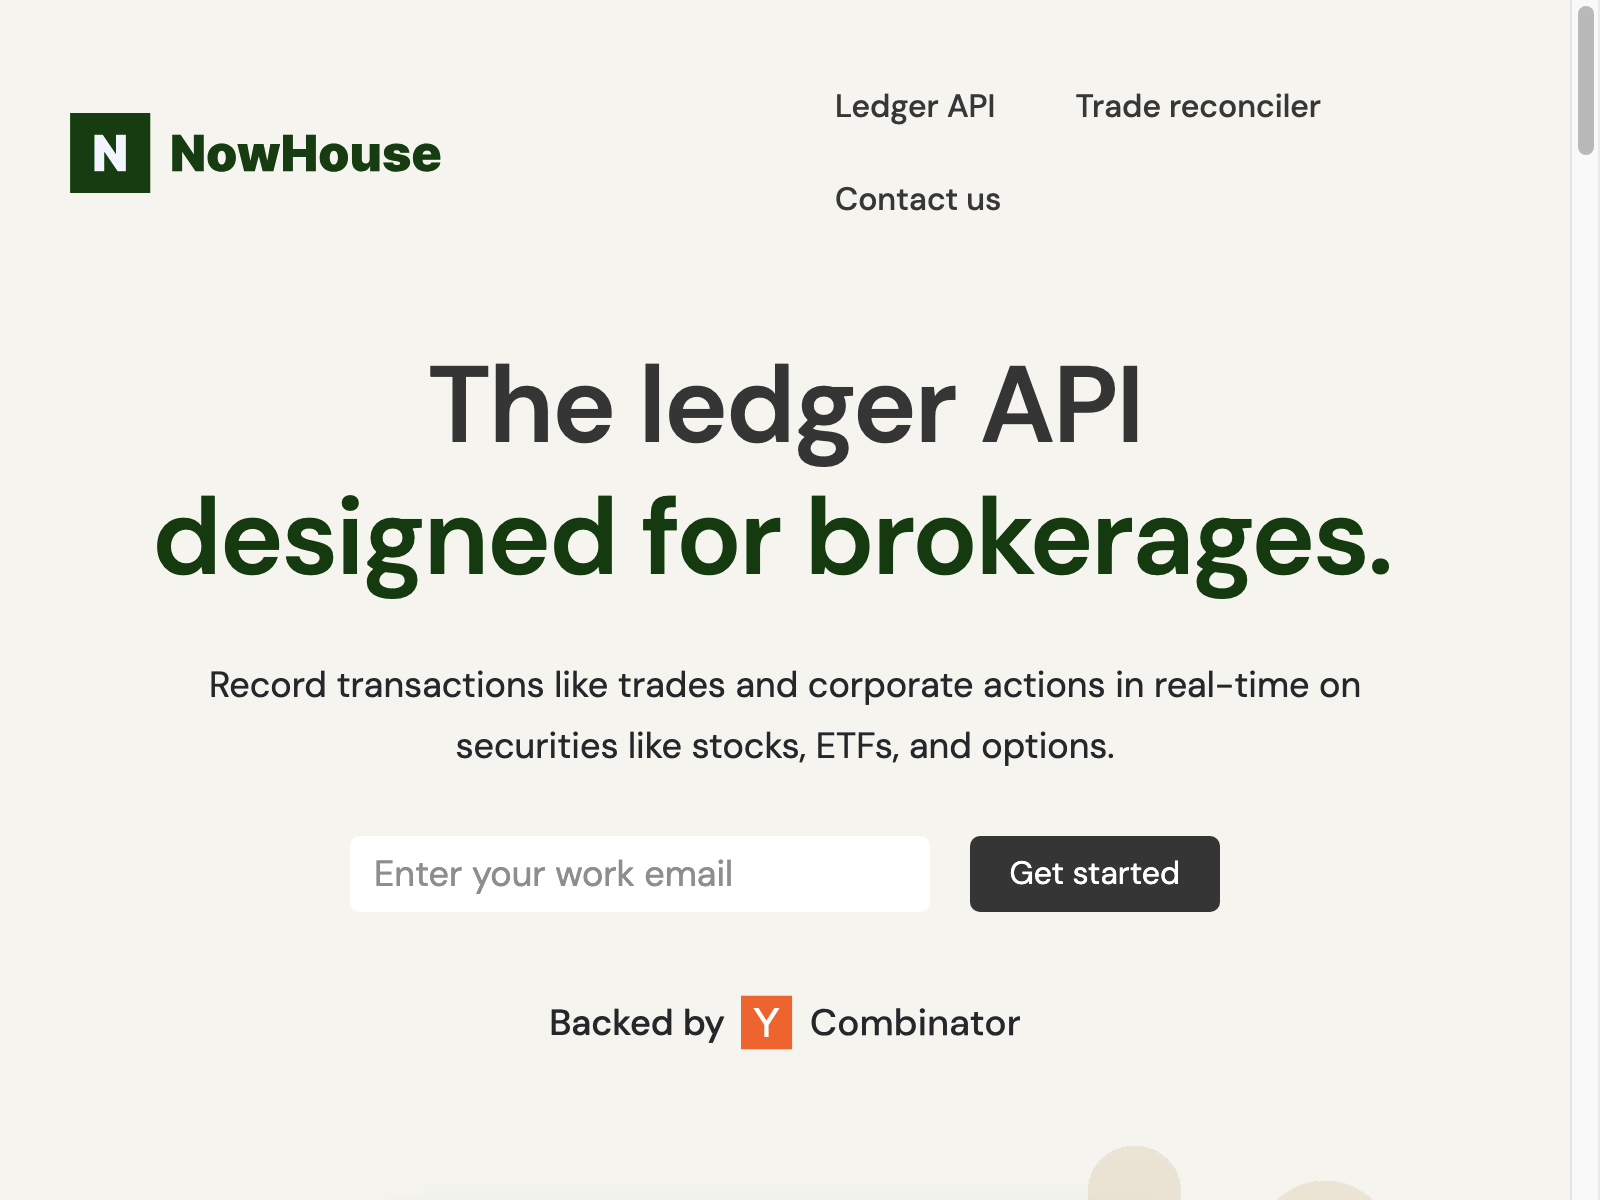 N NowHouse
Ledger API Trade reconciler
Contact us
The ledger API
designed for brokerages.
Record transactions like trades and corporate actions in real-time on
securities like stocks, ETFs, and options.
Enter your work email Get started
Backed by Y Combinator